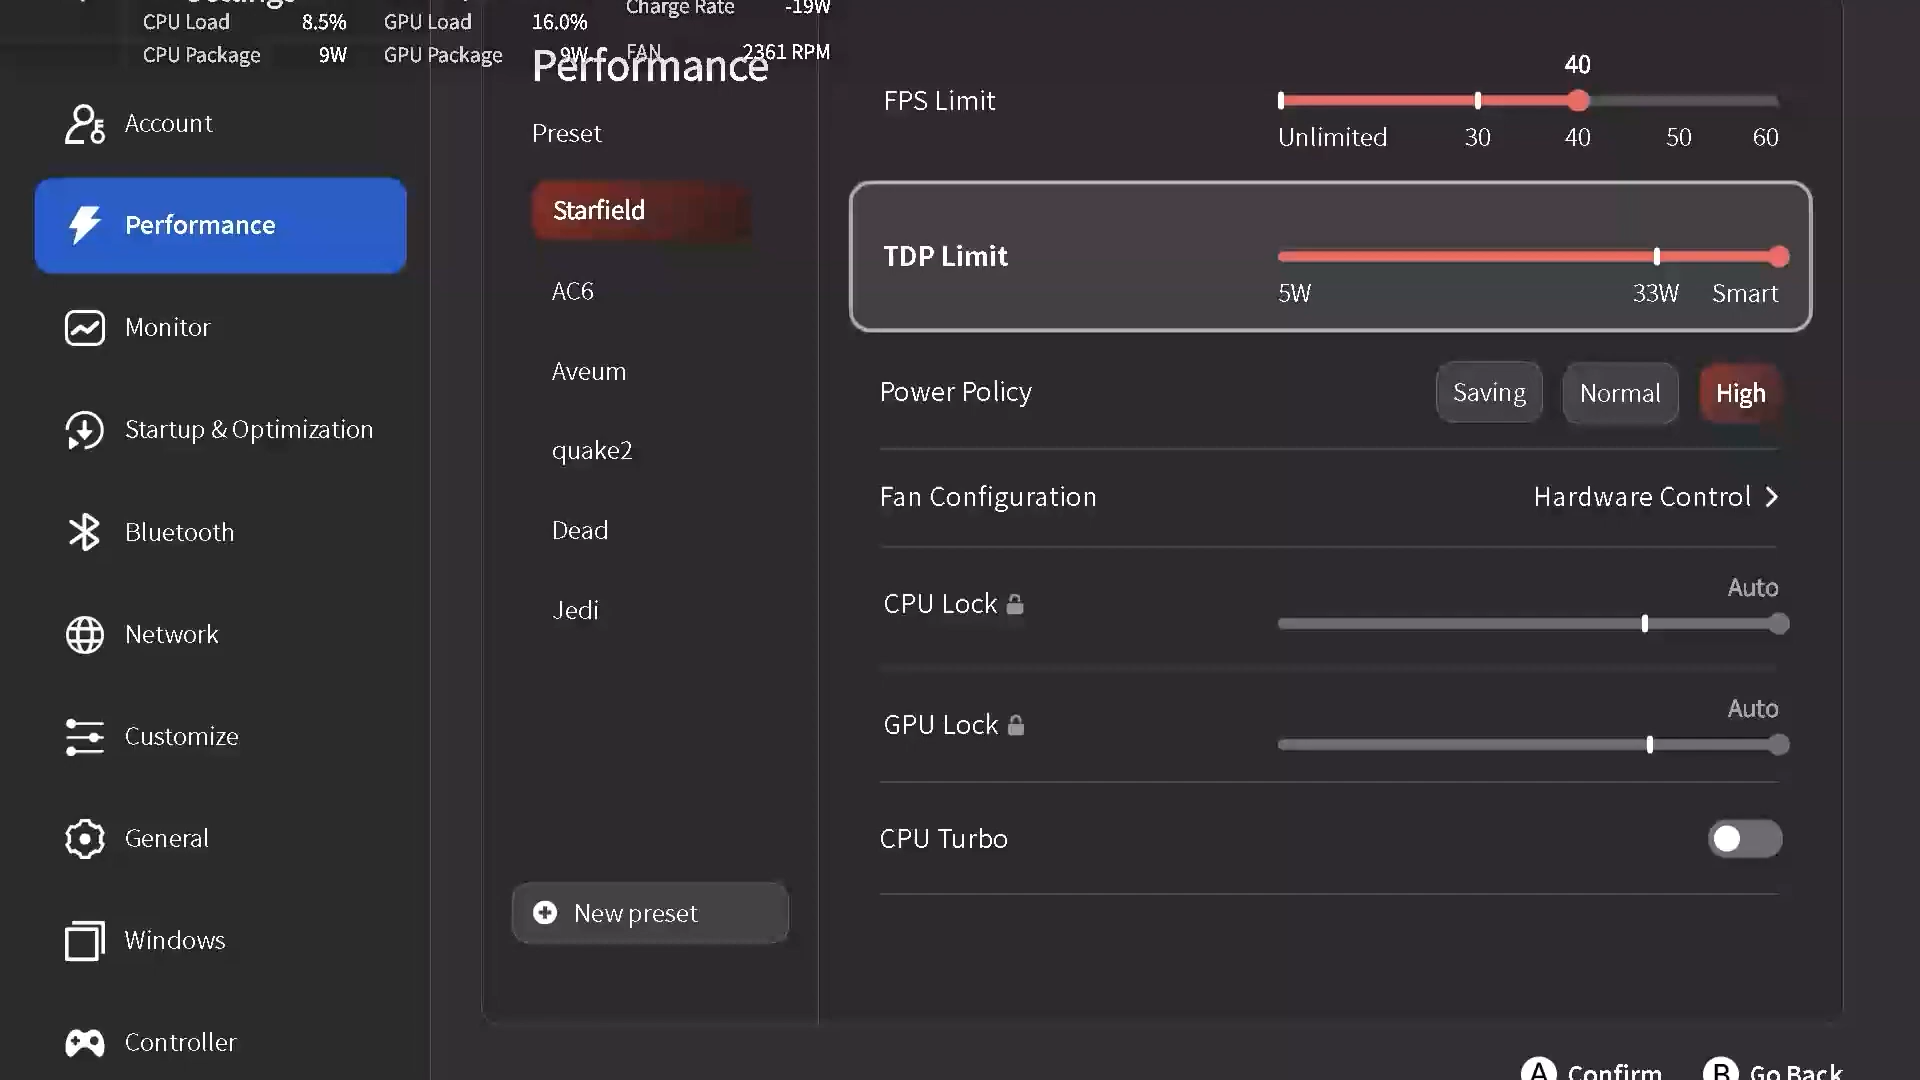 Settings
CPU Load 8.5% GPU Load 16.0% Charge Rate -19W
CPU Package 9W GPU Package 9W FAN 2361 RPM
Account
Performance
Monitor
Startup & Optimization
Bluetooth
Network
Customize
General
Windows
Controller
Performance
Preset
Starfield
AC6
Aveum
quake2
Dead
Jedi
New preset
40
FPS Limit
Unlimited 30 40 50 60
TDP Limit
5W 33W Smart
Power Policy Saving Normal High
Fan Configuration Hardware Control
Auto
CPU Lock
Auto
GPU Lock
CPU Turbo
A Confirm B Go Back